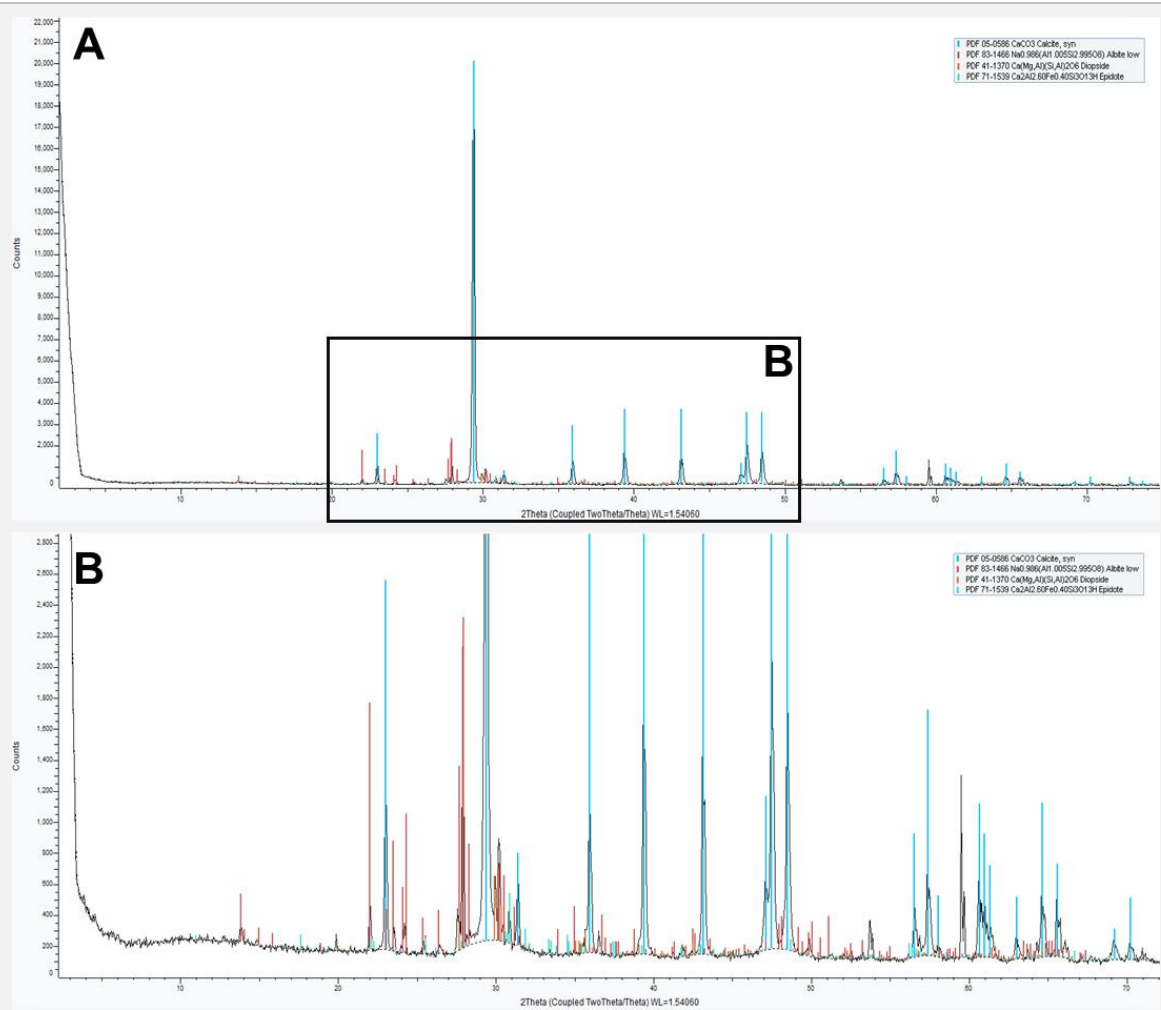 A
22,000
21,000
20,000
19,000
18,000
17,000
16,000
15,000
14,000
13,000
12,000
11,000
10,000
9,000
8,000
7,000
6,000
5,000
4,000
3,000
2,000
0
Counts
PDF 05-0586 CaCO3 Calcite, syn
PDF 83-1466 Na0.986(Al1.005Si2.995O8) Albite low
PDF 41-1370 Ca(Mg,Al)(Si,Al)2O6 Diopside
PDF 71-1539 Ca2Al2.60Fe0.40Si3O13H Epidote
B
10 20 30 40 50 60 70
2Theta (Coupled TwoTheta/Theta) WL=1.54060
B
2,800
2,600
2,400
2,200
2,000
1,800
1,600
1,400
1,200
1,000
800
600
400
200
0
Counts
PDF 05-0586 CaCO3 Calcite, syn
PDF 83-1466 Na0.986(Al1.005Si2.995O8) Albite low
PDF 41-1370 Ca(Mg,Al)(Si,Al)2O6 Diopside
PDF 71-1539 Ca2Al2.60Fe0.40Si3O13H Epidote
10 20 30 40 50 60 70
2Theta (Coupled TwoTheta/Theta) WL=1.54060